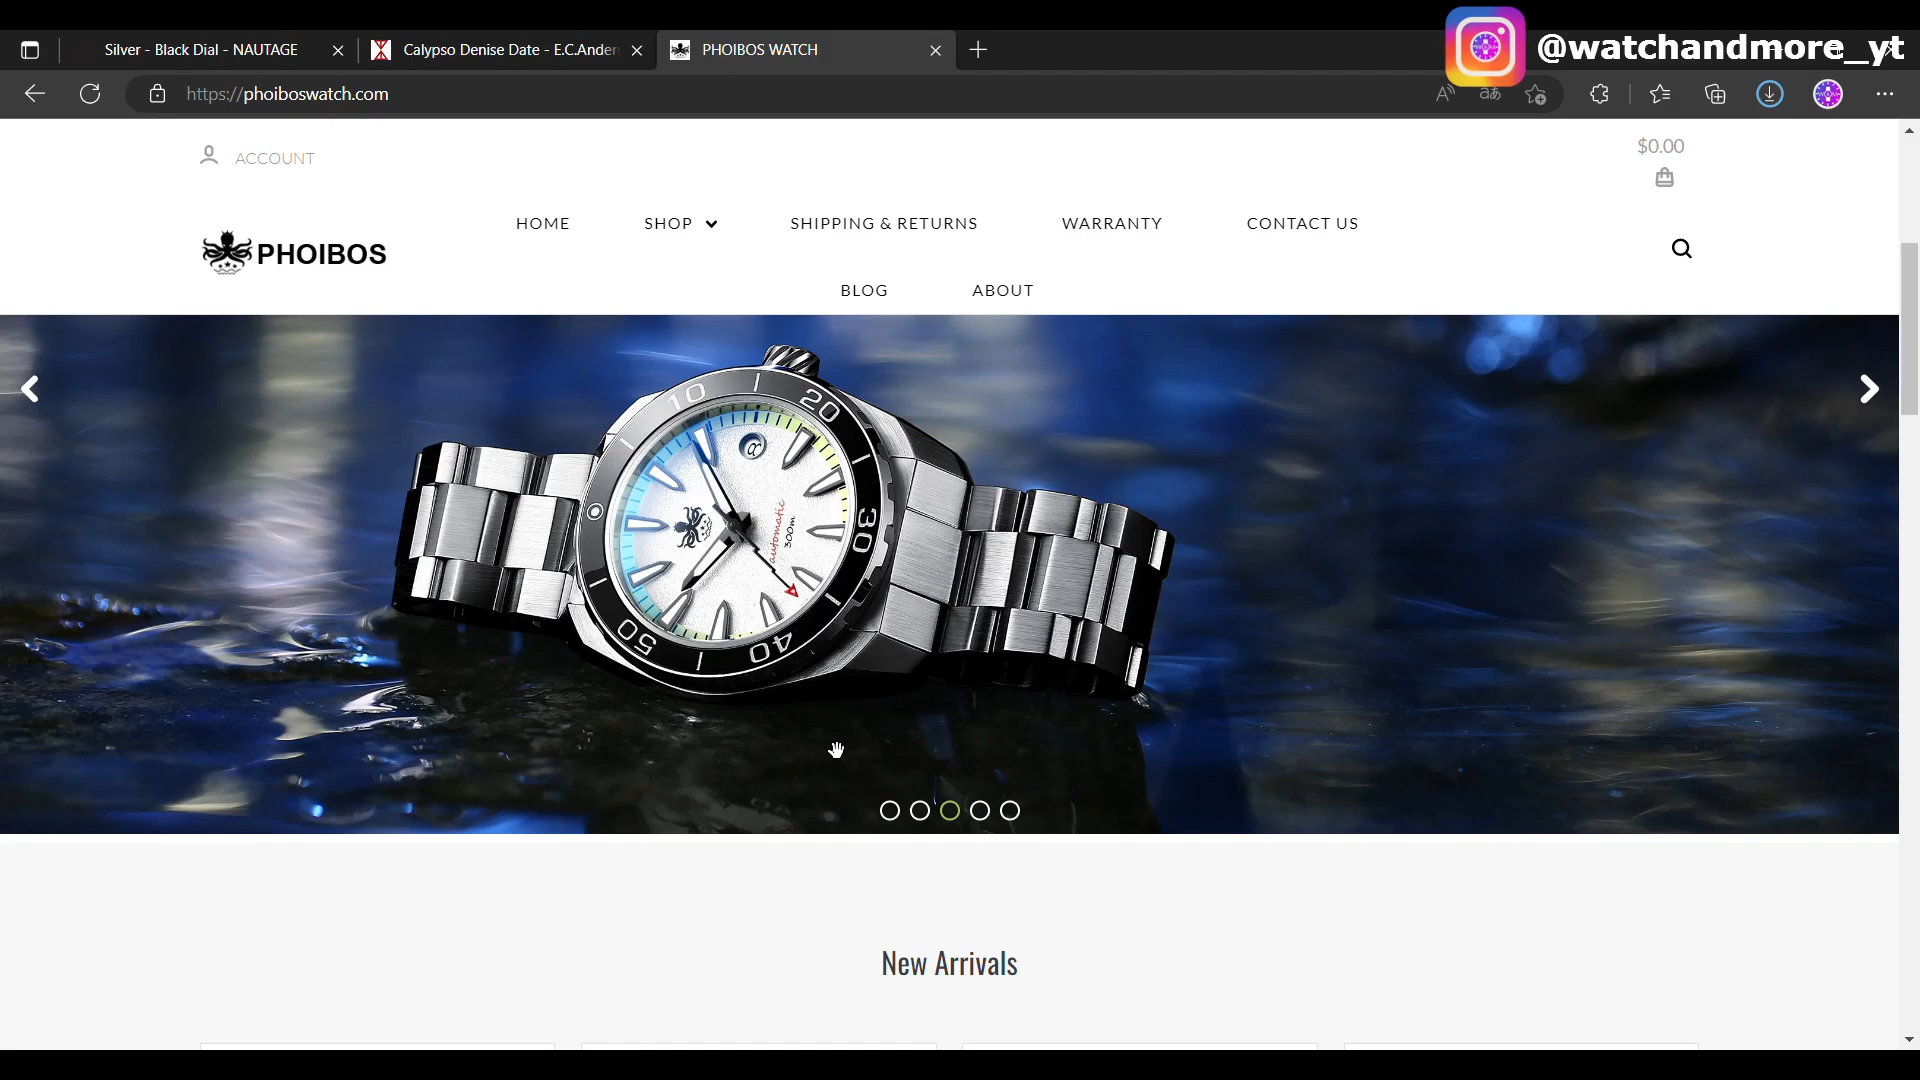 Silver - Black Dial - NAUTAGE
Calypso Denise Date - E.C.Ander
PHOIBOS WATCH
@watchandmore_yt
https://phoiboswatch.com
ACCOUNT
$0.00
HOME
SHOP
SHIPPING & RETURNS
WARRANTY
CONTACT US
PHOIBOS
BLOG
ABOUT
10
20
30
40
50
automatic
300m
New Arrivals